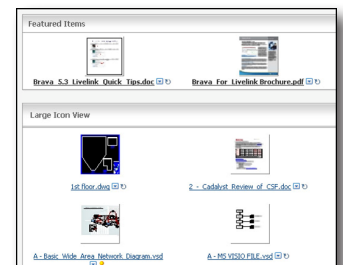 Featured Items
Brava 5.3 Livelink Quick Tips.doc
Brava For Livelink Brochure.pdf
Large Icon View
1st floor.dwg
2 - Cadalyst Review of CSF.doc
A - Basic Wide Area Network Diagram.vsd
A - MS VISIO FILE.vsd